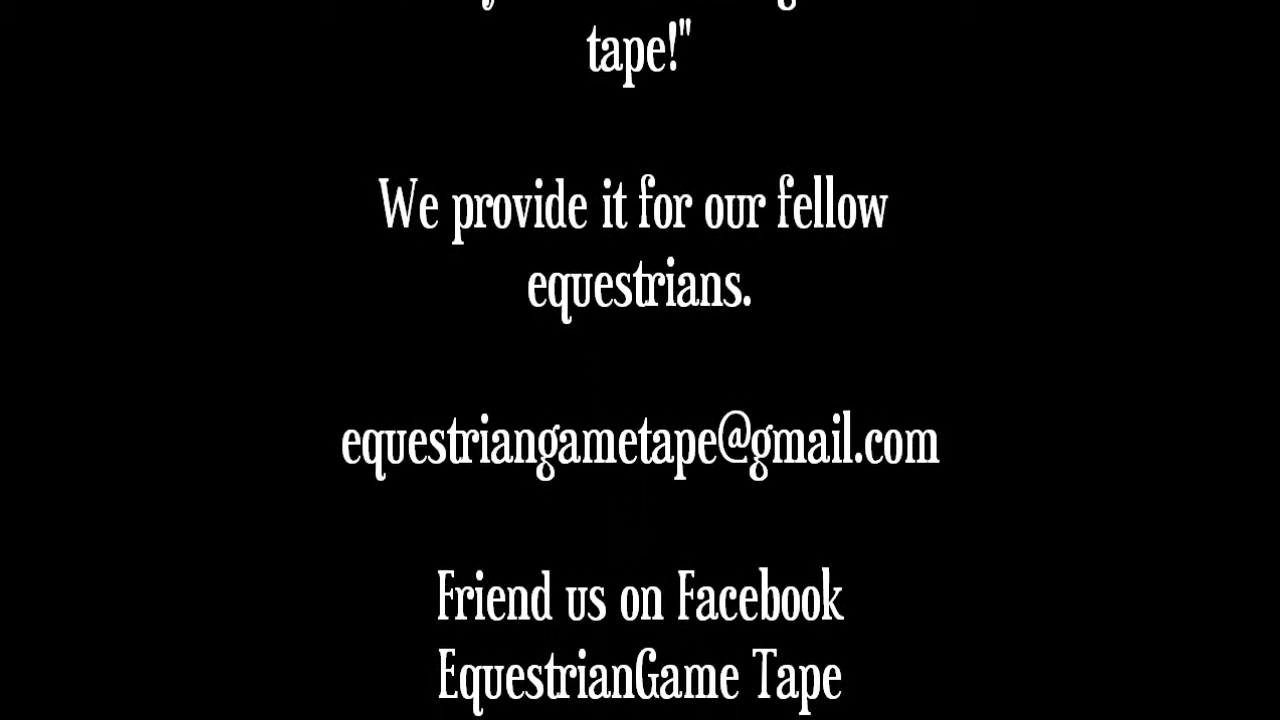 tape!"
We provide it for our fellow
equestrians.
equestriangametape@gmail.com
Friend us on Facebook
EquestrianGame Tape